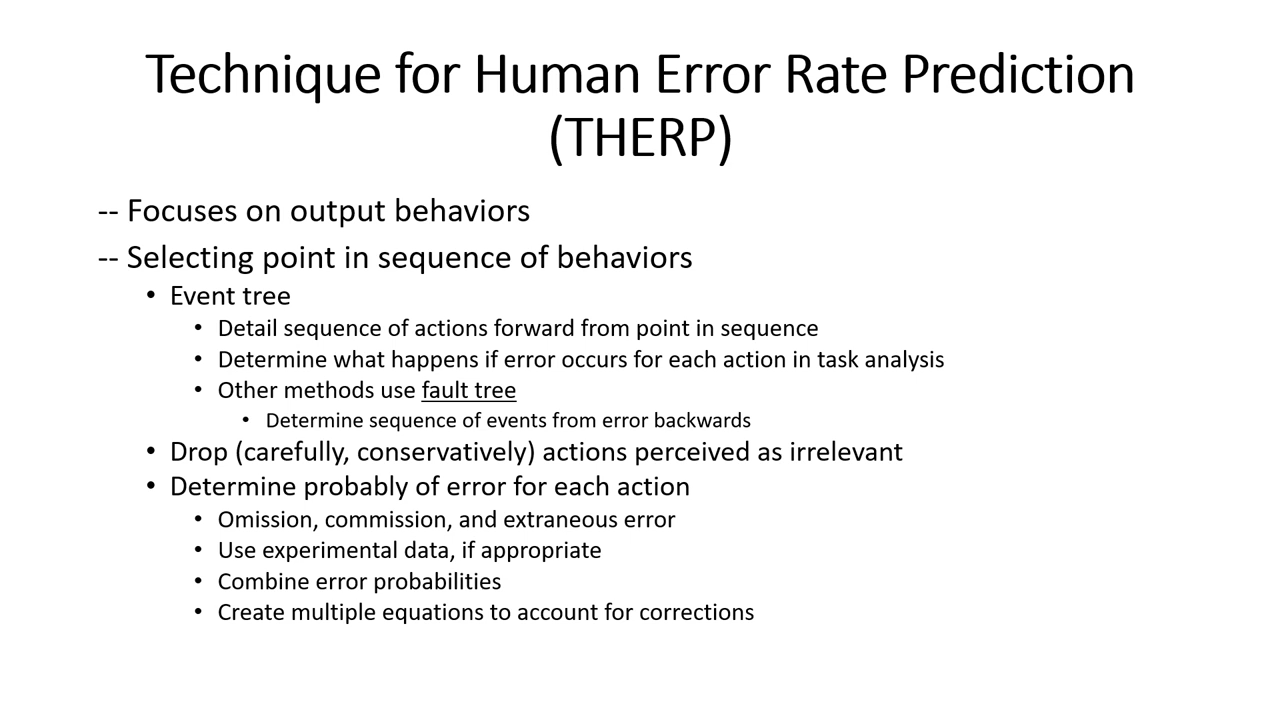 Technique for Human Error Rate Prediction
(THERP)
-- Focuses on output behaviors
-- Selecting point in sequence of behaviors
• Event tree
• Detail sequence of actions forward from point in sequence
• Determine what happens if error occurs for each action in task analysis
• Other methods use fault tree
• Determine sequence of events from error backwards
• Drop (carefully, conservatively) actions perceived as irrelevant
• Determine probably of error for each action
• Omission, commission, and extraneous error
• Use experimental data, if appropriate
• Combine error probabilities
• Create multiple equations to account for corrections